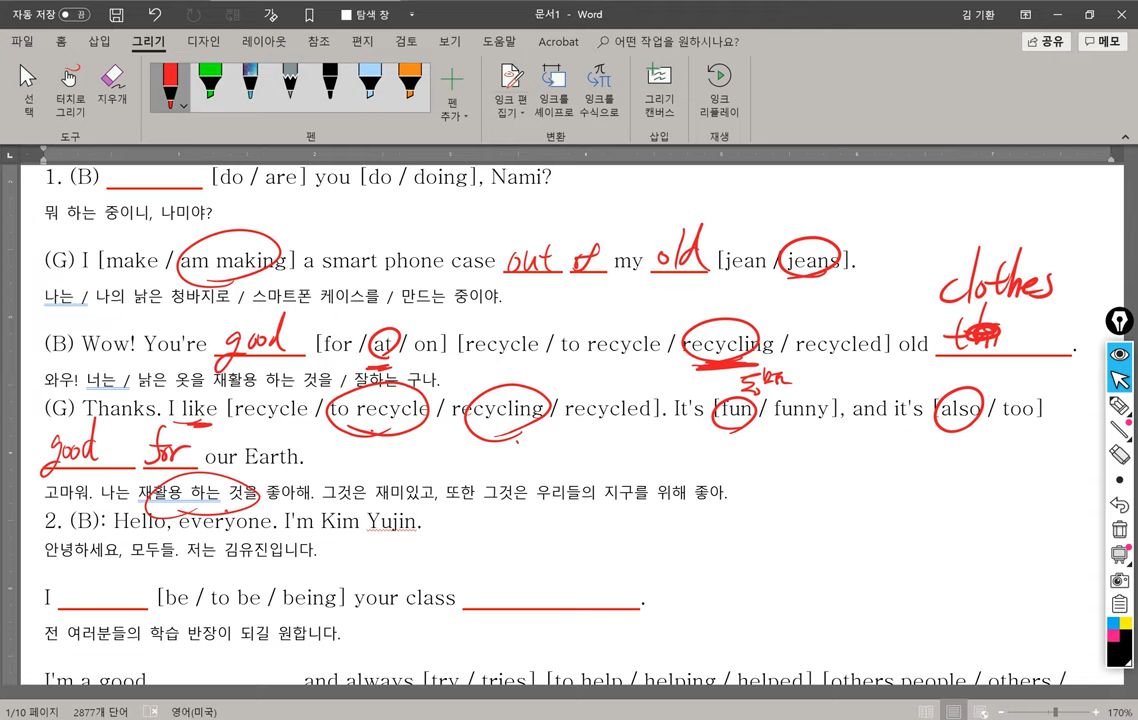 자동 저장 끔 탐색 창 문서1 - Word 김 기환
파일 홈 삽입 그리기 디자인 레이아웃 참조 편지 검토 보기 도움말 Acrobat 어떤 작업을 원하시나요? 공유 메모
선택 터치로 그리기 지우개 펜 추가 잉크 편집기 잉크를 셰이프로 잉크를 수식으로 그리기 캔버스 잉크 리플레이
도구 펜 변환 삽입 재생
1. (B) [do / are] you [do / doing], Nami?
뭐 하는 중이니, 나미야?
(G) I [make / am making] a smart phone case out of my old [jean / jeans].
나는 / 나의 낡은 청바지로 / 스마트폰 케이스를 / 만드는 중이야.
clothes
(B) Wow! You're good [for / at / on] [recycle / to recycle / recycling / recycled] old .
와우! 너는 / 낡은 옷을 재활용 하는 것을 / 잘하는 구나.
(G) Thanks. I like [recycle / to recycle / recycling / recycled]. It's [fun / funny], and it's [also / too]
good for our Earth.
고마워. 나는 재활용 하는 것을 좋아해. 그것은 재미있고, 또한 그것은 우리들의 지구를 위해 좋아.
2. (B): Hello, everyone. I'm Kim Yujin.
안녕하세요, 모두들. 저는 김유진입니다.
I [be / to be / being] your class .
전 여러분들의 학습 반장이 되길 원합니다.
I'm a good and always [try / tries] [to help / helping / helped] [others people / others /
1/10 페이지 2877개 단어 영어(미국) 170%